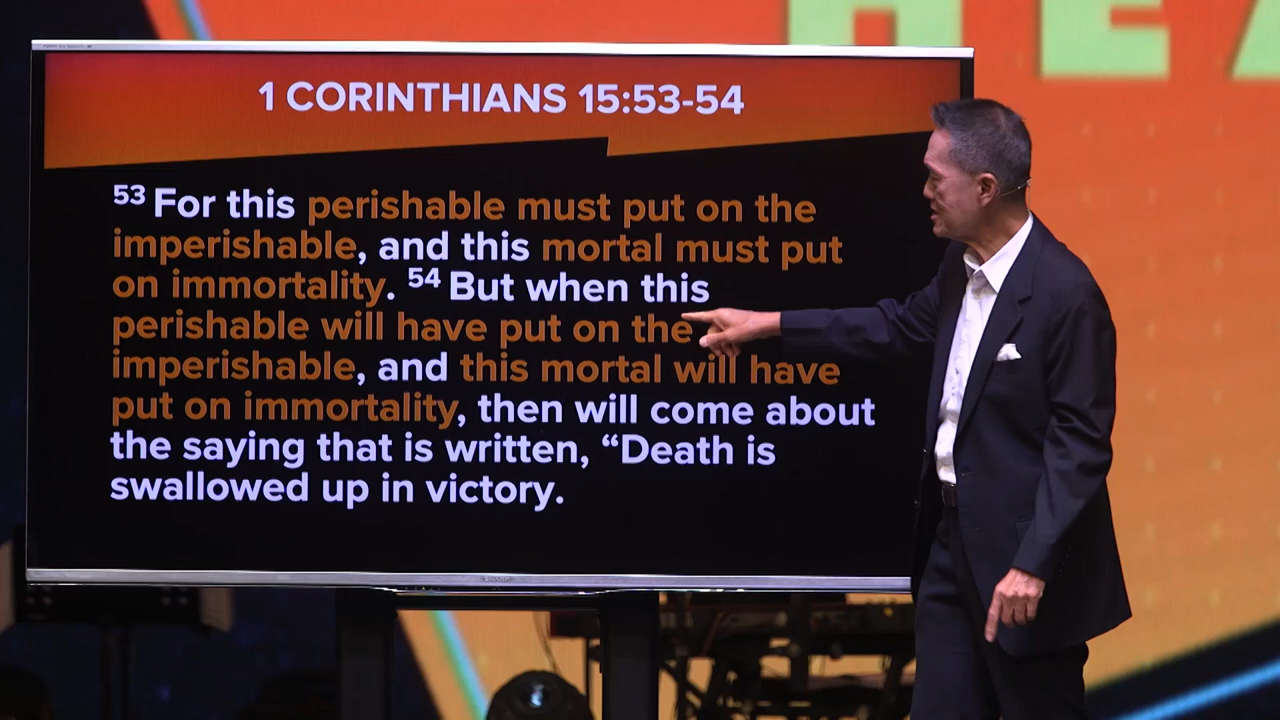 HEA
1 CORINTHIANS 15:53-54
53 For this perishable must put on the
imperishable, and this mortal must put
on immortality. 54 But when this
perishable will have put on the
imperishable, and this mortal will have
put on immortality, then will come about
the saying that is written, “Death is
swallowed up in victory.